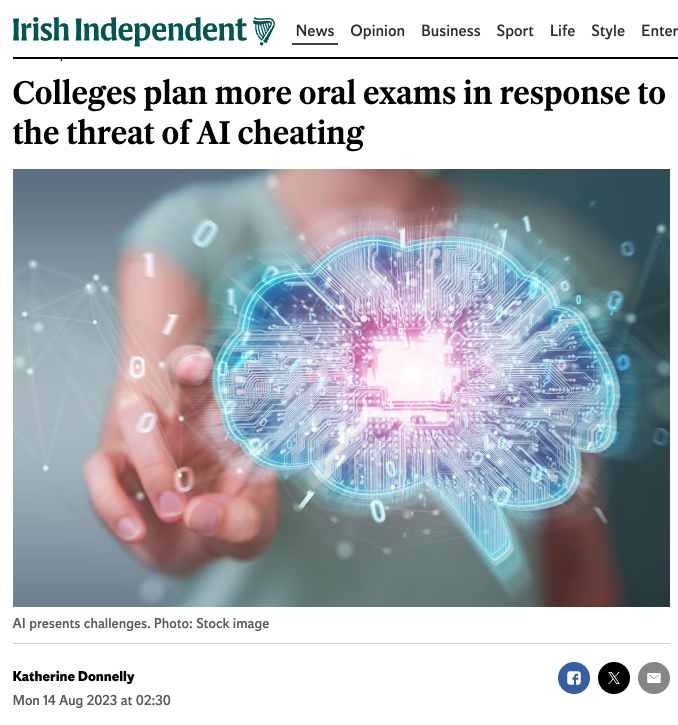 Irish Independent
News Opinion Business Sport Life Style Enter
Colleges plan more oral exams in response to
the threat of AI cheating
AI presents challenges. Photo: Stock image
Katherine Donnelly
Mon 14 Aug 2023 at 02:30